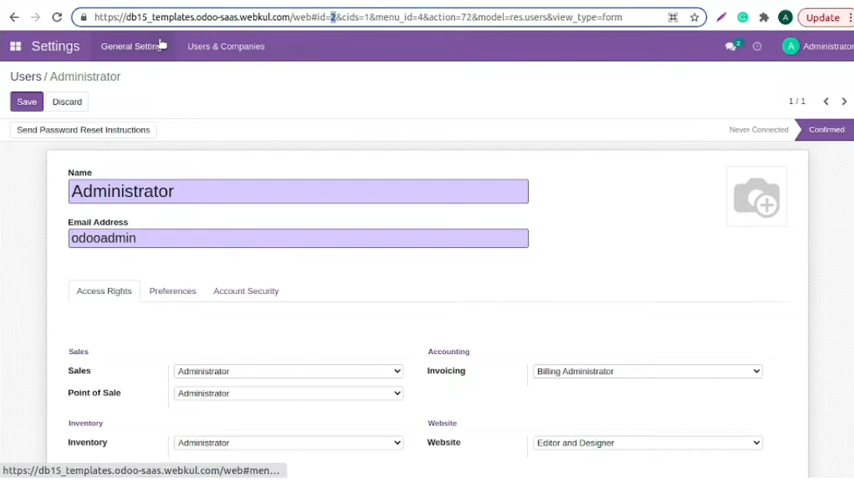 https://db15_templates.odoo-saas.webkul.com/web#id=2&cids=1&menu_id=4&action=72&model=res.users&view_type=form
A
Update
Settings
General Settings
Users & Companies
2
A Administrator
Users / Administrator
Save
Discard
1 / 1
Send Password Reset Instructions
Never Connected
Confirmed
Name
Administrator
Email Address
odooadmin
Access Rights
Preferences
Account Security
Sales
Accounting
Sales
Administrator
Invoicing
Billing Administrator
Point of Sale
Administrator
Inventory
Website
Inventory
Administrator
Website
Editor and Designer
https://db15_templates.odoo-saas.webkul.com/web#men...